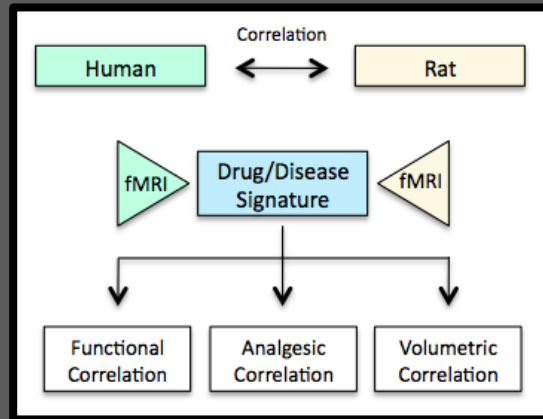 Correlation
Human
Rat
fMRI
Drug/Disease
Signature
fMRI
Functional
Correlation
Analgesic
Correlation
Volumetric
Correlation